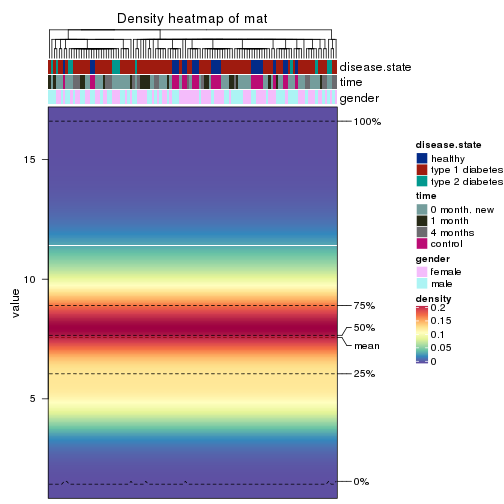 Density heatmap of mat
disease.state
time
gender
100%
15
10
5
value
75%
50%
mean
25%
0%
disease.state
healthy
type 1 diabetes
type 2 diabetes
time
0 month. new
1 month
4 months
control
gender
female
male
density
0.2
0.15
0.1
0.05
0